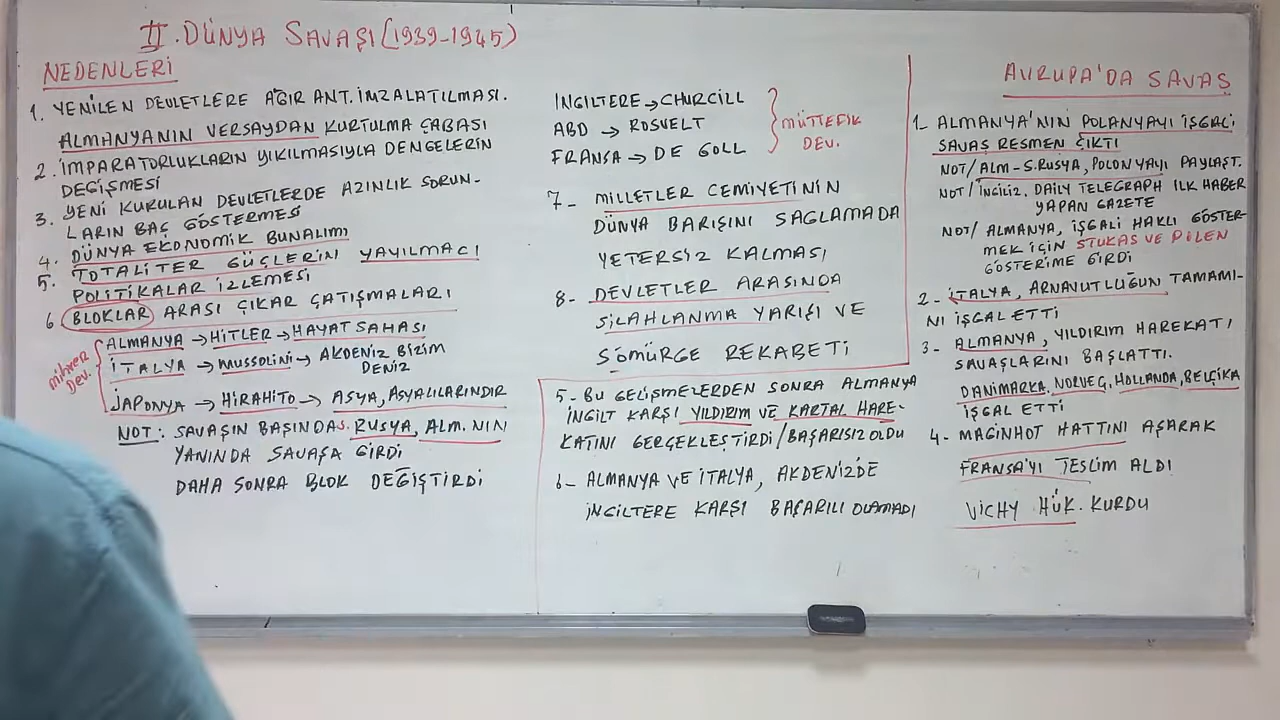 II. DÜNYA SAVAŞI (1939-1945)
NEDENLERİ
1. YENİLEN DEVLETLERE AĞIR ANT. İMZALATILMASI.
ALMANYANIN VERSAYDAN KURTULMA ÇABASI
2. İMPARATORLUKLARIN YIKILMASIYLA DENGELERİN
DEĞİŞMESİ
3. YENİ KURULAN DEVLETLERDE AZINLIK SORUN-
LARIN BAŞ GÖSTERMESİ
4. DÜNYA EKONOMİK BUNALIMI
5. TOTALİTER GÜÇLERİN YAYILMACI
POLİTİKALAR İZLEMESİ
6 BLOKLAR ARASI ÇIKAR ÇATIŞMALARI
mihver
Dev.
ALMANYA → HİTLER → HAYAT SAHASI
İTALYA → MUSSOLİNİ → AKDENİZ BİZİM
DENİZ
JAPONYA → HİRAHİTO → ASYA, ASYALILARINDIR
NOT: SAVAŞIN BAŞINDA S. RUSYA, ALM. NIN
YANINDA SAVAŞA GİRDİ
DAHA SONRA BLOK DEĞİŞTİRDİ
İNGİLTERE → CHURCİLL
ABD → ROSVELT
FRANSA → DE GOLL
MÜTTEFİK
DEV.
7- MİLLETLER CEMİYETİNİN
DÜNYA BARIŞINI SAĞLAMADA
YETERSİZ KALMASI
8- DEVLETLER ARASINDA
SİLAHLANMA YARIŞI VE
SÖMÜRGE REKABETİ
AVRUPA'DA SAVAŞ
1- ALMANYA'NIN POLANYAYI İŞGALİ
SAVAŞ RESMEN ÇIKTI
NOT/ ALM-S.RUSYA, POLONYAYI PAYLAŞT.
NOT/ İNGİLİZ. DAILY TELEGRAPH İLK HABER
YAPAN GAZETE
NOT/ ALMANYA, İŞGALİ HAKLI GÖSTER-
MEK İÇİN STUKAS VE DİLEN
GÖSTERİME GİRDİ
2- İTALYA, ARNAVUTLUĞUN TAMAMI-
NI İŞGAL ETTİ
3- ALMANYA, YILDIRIM HAREKATI
SAVAŞLARINI BAŞLATTI.
DANİMARKA, NORVEÇ, HOLLANDA, BELÇİKA
İŞGAL ETTİ
4- MAGİNHOT HATTINI AŞARAK
FRANSA'YI TESLİM ALDI
VİCHY HÜK. KURDU
5- BU GELİŞMELERDEN SONRA ALMANYA
İNGİLT KARŞI YILDIRIM VE KARTAL HARE-
KATINI GERÇEKLEŞTİRDİ / BAŞARISIZ OLDU
6- ALMANYA VE İTALYA, AKDENİZDE
İNGİLTERE KARŞI BAŞARILI OLAMADI